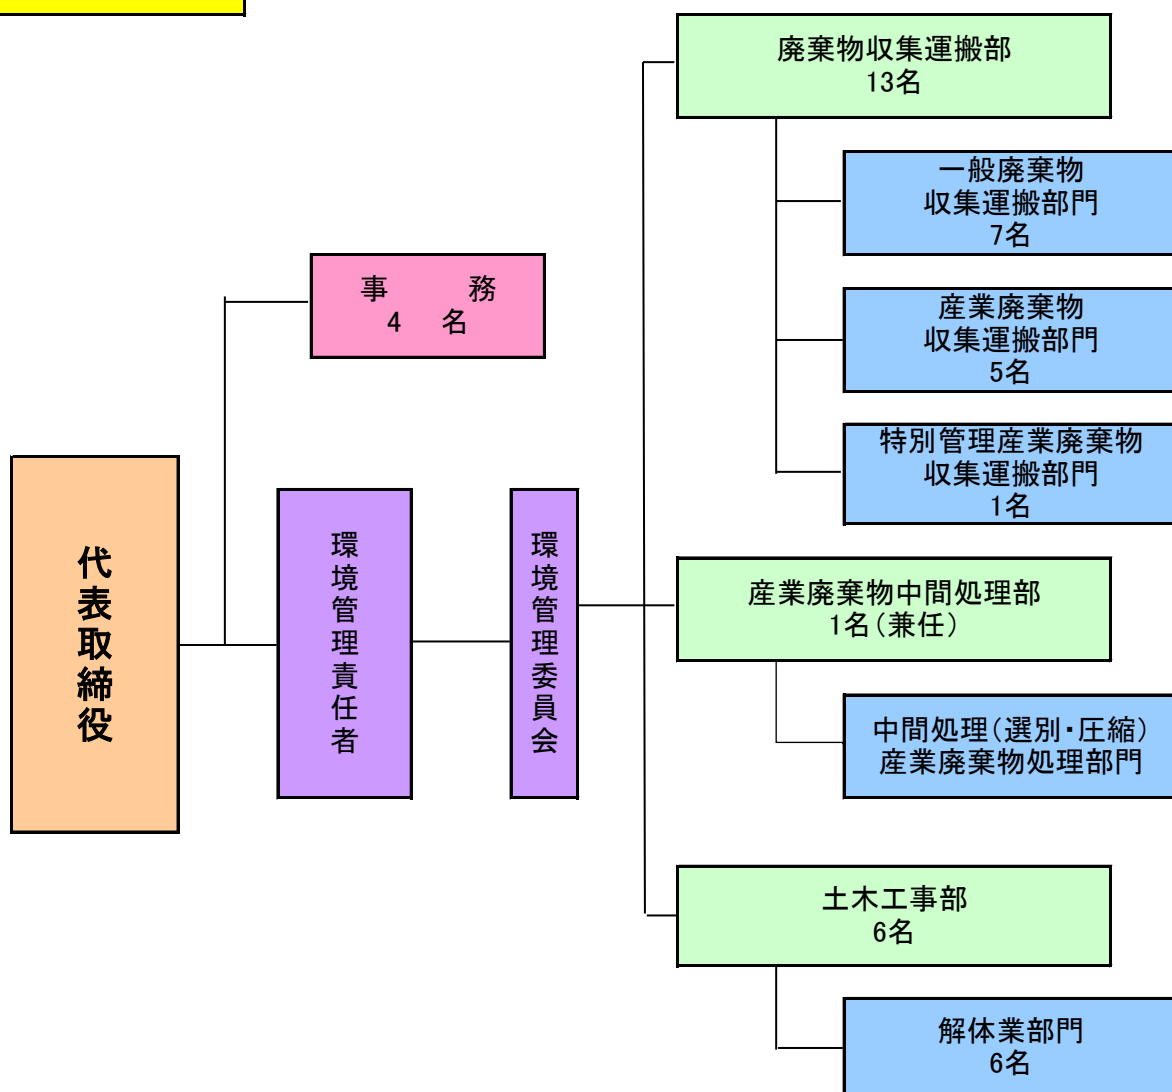 廃棄物収集運搬部
13名
一般廃棄物
収集運搬部門
7名
事　　務
4　名
産業廃棄物
収集運搬部門
5名
特別管理産業廃棄物
収集運搬部門
1名
代表取締役
環境管理責任者
環境管理委員会
産業廃棄物中間処理部
1名（兼任）
中間処理（選別・圧縮）
産業廃棄物処理部門
土木工事部
6名
解体業部門
6名